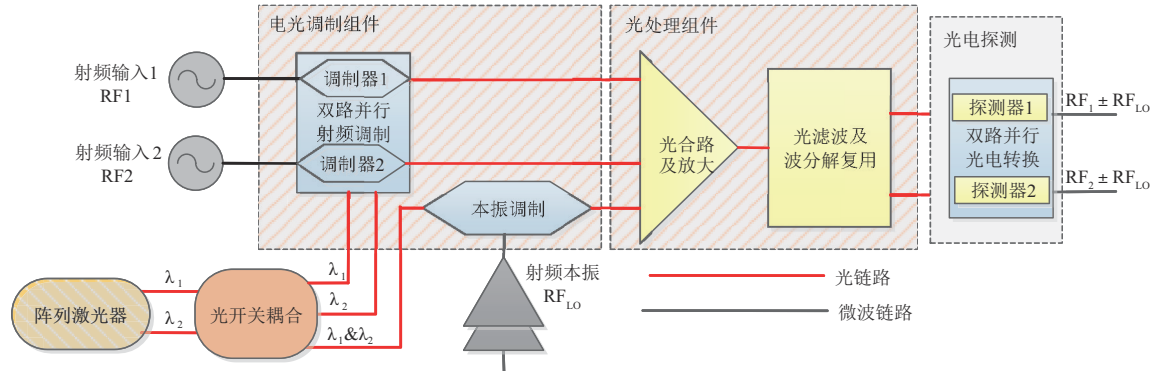 电光调制组件
光处理组件
光电探测
射频输入1
RF1
调制器1
双路并行
射频调制
调制器2
射频输入2
RF2
光合路
及放大
光滤波及
波分解复用
探测器1
双路并行
光电转换
探测器2
RF₁ ± RF_LO
RF₂ ± RF_LO
本振调制
射频本振
RF_LO
阵列激光器
λ₁
λ₂
光开关耦合
λ₁
λ₂
λ₁&λ₂
光链路
微波链路